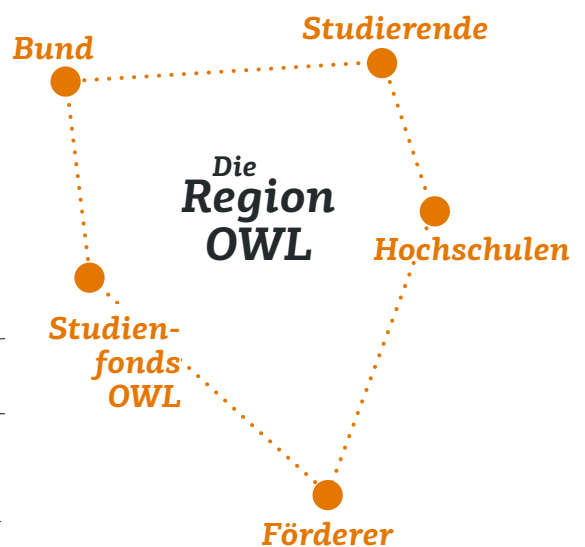 Studierende
Bund
Die
Region
OWL
Hochschulen
Studien-
fonds
OWL
Förderer